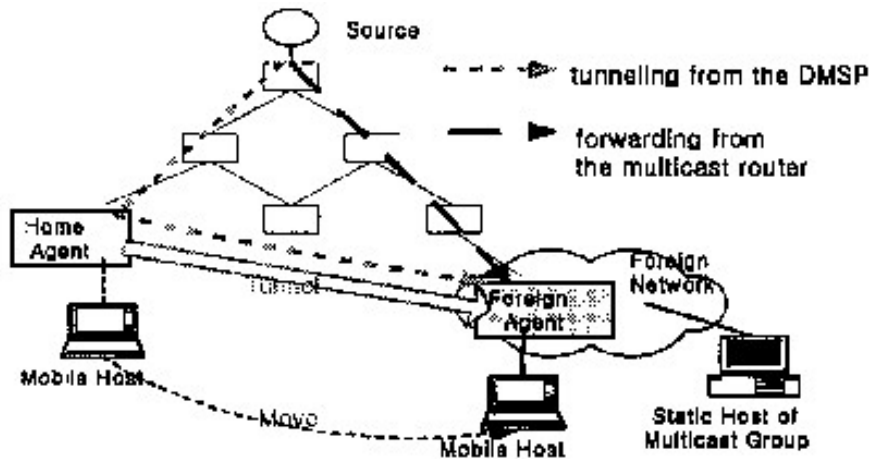 Source
tunneling from the DMSP
forwarding from
the multicast router
Home
Agent
Tunnel
Foreign
Network
Foreign
Agent
Mobile Host
Move
Mobile Host
Static Host of
Multicast Group